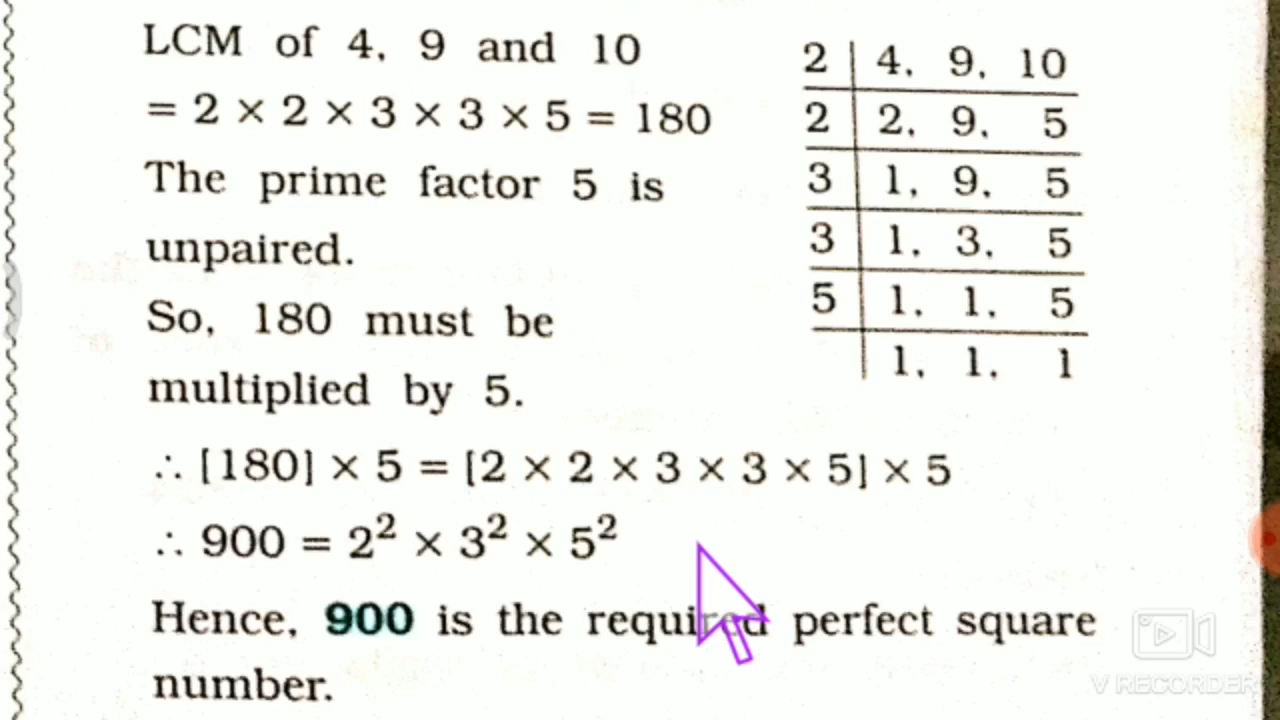 LCM of 4, 9 and 10
= 2 × 2 × 3 × 3 × 5 = 180
The prime factor 5 is
unpaired.
So, 180 must be
multiplied by 5.
∴ [180] × 5 = [2 × 2 × 3 × 3 × 5] × 5
∴ 900 = 2² × 3² × 5²
Hence, 900 is the required perfect square
number.
2 | 4, 9, 10
2 | 2, 9, 5
3 | 1, 9, 5
3 | 1, 3, 5
5 | 1, 1, 5
| 1, 1, 1
V RECORDER